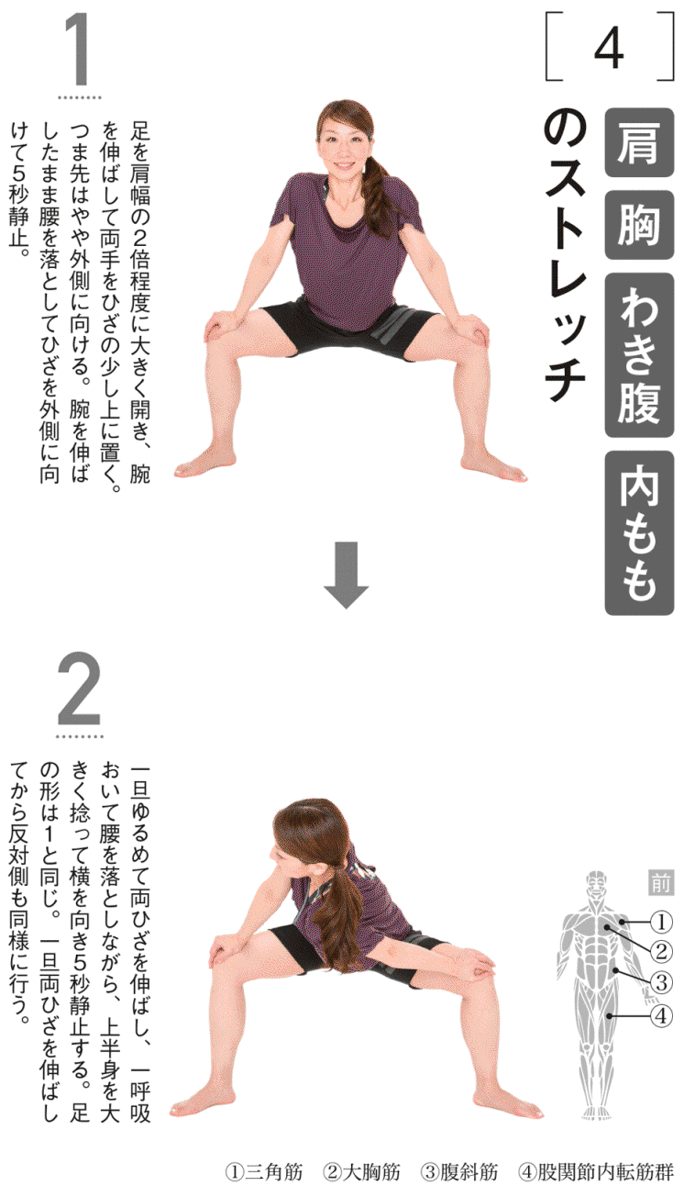 [4]
肩
胸
わき腹
内もも
のストレッチ
1
足を肩幅の2倍程度に大きく開き、腕
を伸ばして両手をひざの少し上に置く。
つま先はやや外側に向ける。腕を伸ば
したまま腰を落としてひざを外側に向
けて5秒静止。
2
一旦ゆるめて両ひざを伸ばし、一呼吸
おいて腰を落としながら、上半身を大
きく捻って横を向き5秒静止する。足
の形は1と同じ。一旦両ひざを伸ばし
てから反対側も同様に行う。
前
①
②
③
④
①三角筋 ②大胸筋 ③腹斜筋 ④股関節内転筋群